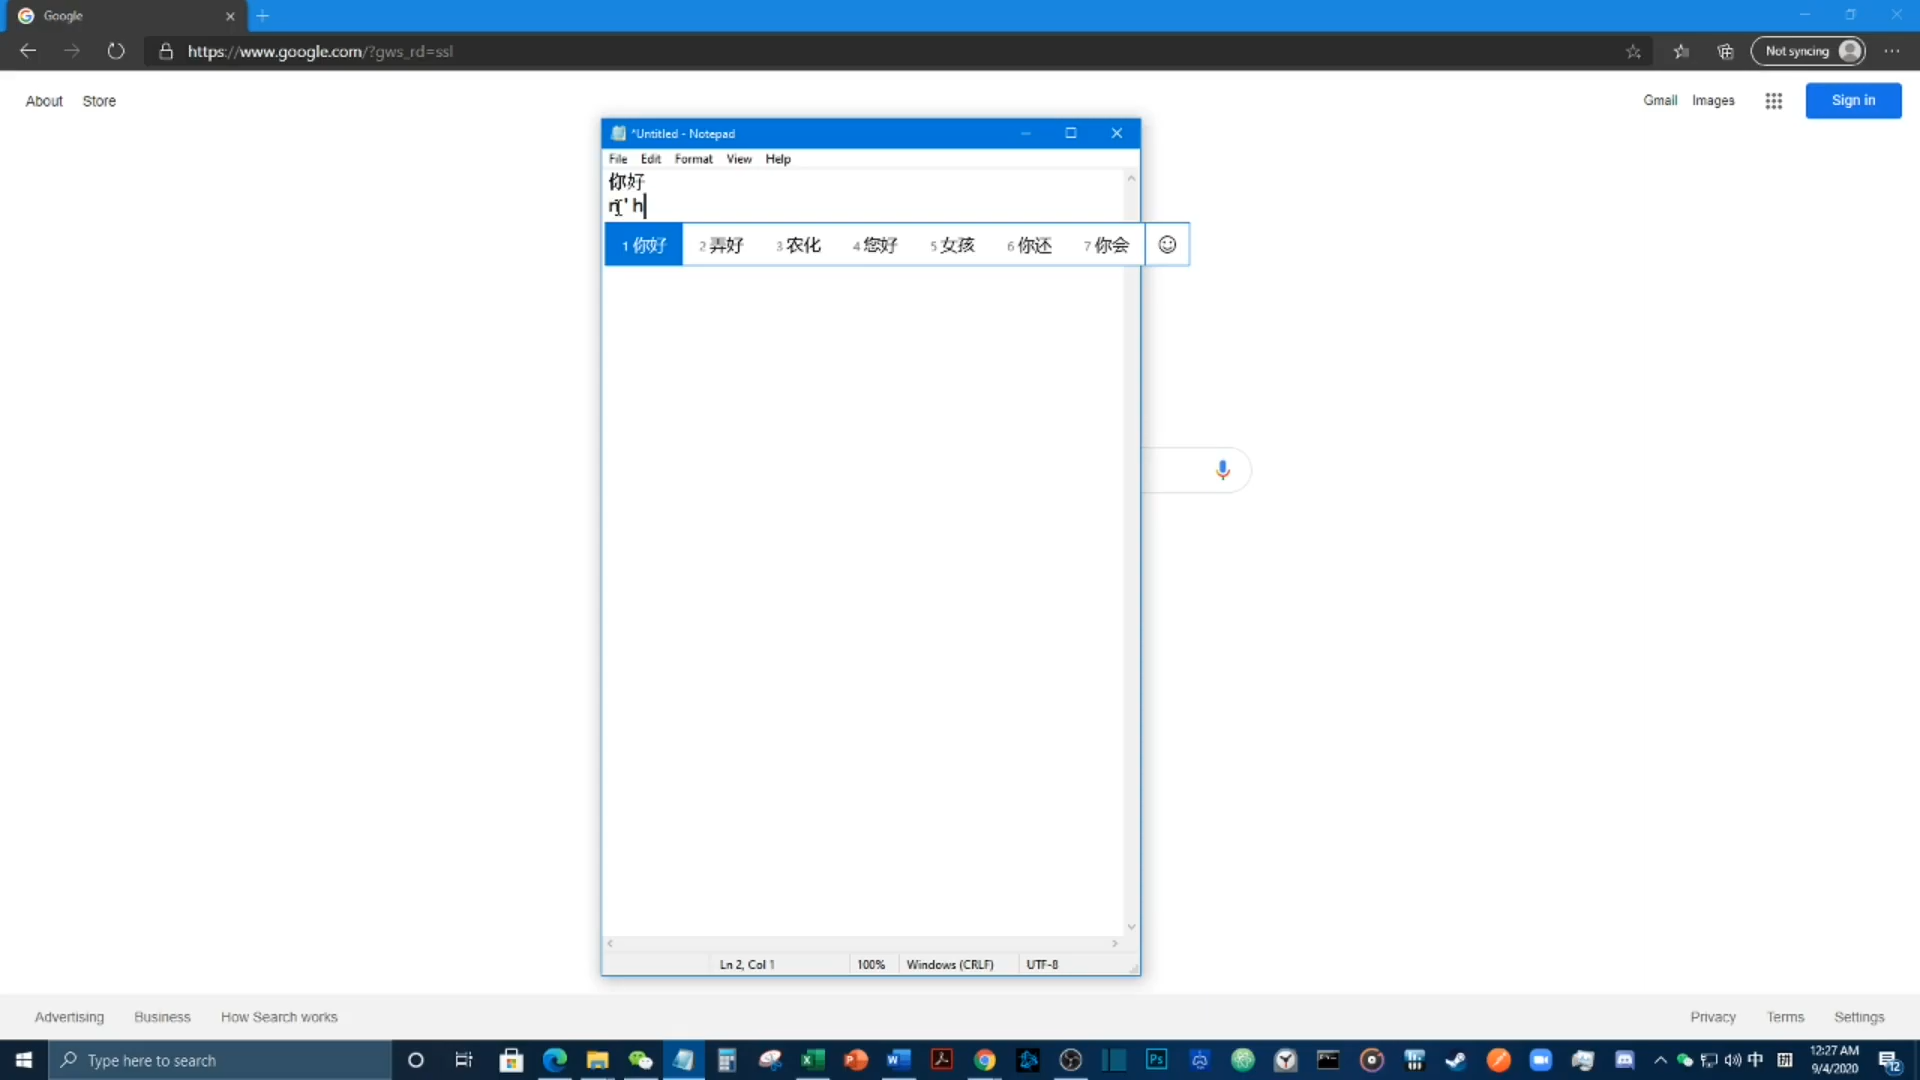 Google
https://www.google.com/?gws_rd=ssl
Not syncing
About Store
Gmail Images Sign in
*Untitled - Notepad
File Edit Format View Help
你好
n'h
1 你好 2 弄好 3 农化 4 您好 5 女孩 6 你还 7 你会
Ln 2, Col 1 100% Windows (CRLF) UTF-8
Advertising Business How Search works
Privacy Terms Settings
Type here to search
中 拼
12:27 AM
9/4/2020
12